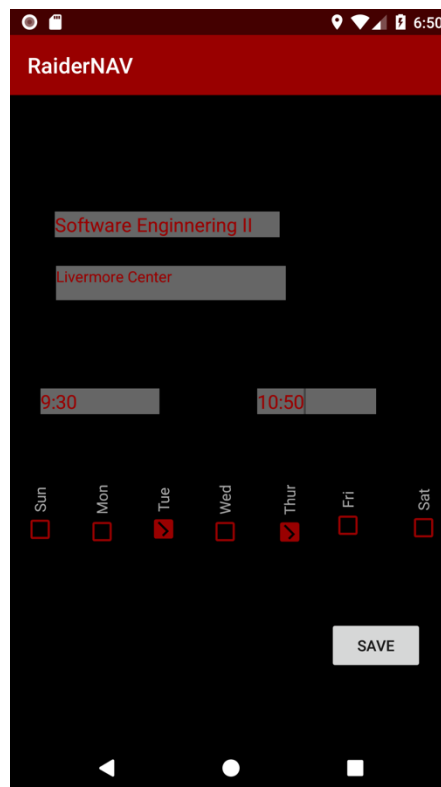 6:50
RaiderNAV
Software Enginnering II
Livermore Center
9:30 10:50
Sun Mon Tue Wed Thur Fri Sat
SAVE